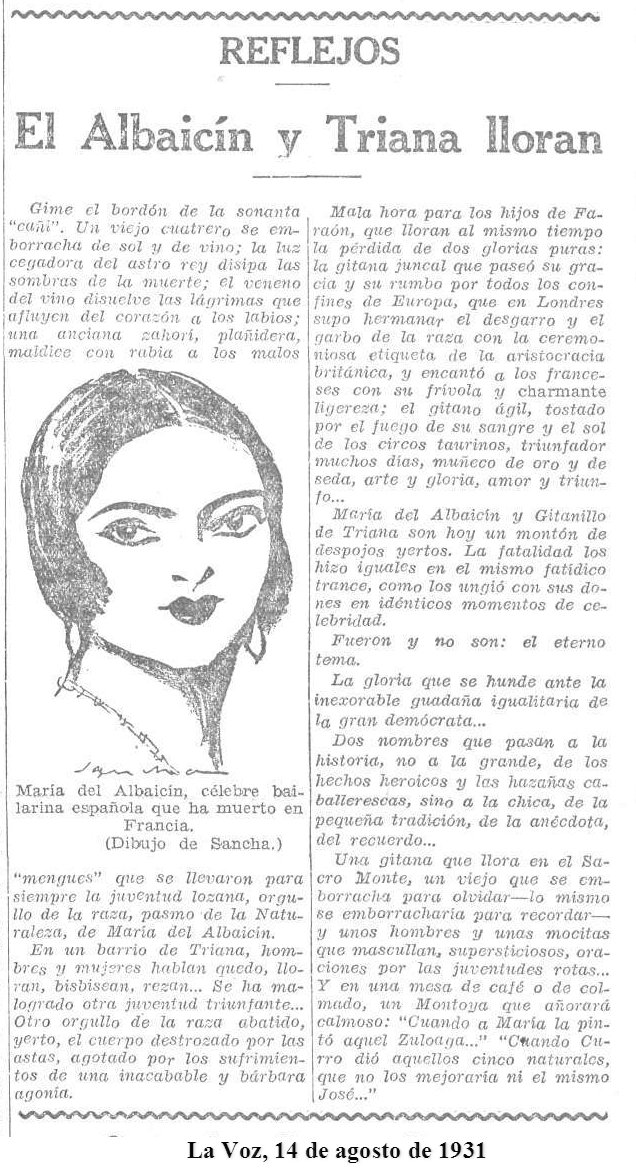 REFLEJOS
El Albaicín y Triana lloran
Gime el bordón de la sonanta
"cañí". Un viejo cuatrero se em-
borracha de sol y de vino; la luz
cegadora del astro rey disipa las
sombras de la muerte; el veneno
del vino disuelve las lágrimas que
afluyen del corazón a los labios;
una anciana zahorí, plañidera,
maldice con rabia a los malos
María del Albaicín, célebre bai-
larina española que ha muerto en
Francia.
(Dibujo de Sancha.)
"mengues" que se llevaron para
siempre la juventud lozana, orgu-
llo de la raza, pasmo de la Natu-
raleza, de María del Albaicín.
En un barrio de Triana, hom-
bres y mujeres hablan quedo, llo-
ran, bisbisean, rezan... Se ha ma-
logrado otra juventud triunfante...
Otro orgullo de la raza abatido,
yerto, el cuerpo destrozado por las
astas, agotado por los sufrimien-
tos de una inacabable y bárbara
agonía.
Mala hora para los hijos de Fa-
raón, que lloran al mismo tiempo
la pérdida de dos glorias puras:
la gitana juncal que paseó su gra-
cia y su rumbo por todos los con-
fines de Europa, que en Londres
supo hermanar el desgarro y el
garbo de la raza con la ceremo-
niosa etiqueta de la aristocracia
británica, y encantó a los france-
ses con su frívola y charmante
ligereza; el gitano ágil, tostado
por el fuego de su sangre y el sol
de los circos taurinos, triunfador
muchos días, muñeco de oro y de
seda, arte y gloria, amor y triun-
fo...
María del Albaicín y Gitanillo
de Triana son hoy un montón de
despojos yertos. La fatalidad los
hizo iguales en el mismo fatídico
trance, como los ungió con sus do-
nes en idénticos momentos de ce-
lebridad.
Fueron y no son: el eterno
tema.
La gloria que se hunde ante la
inexorable guadaña igualitaria de
la gran demócrata...
Dos nombres que pasan a la
historia, no a la grande, de los
hechos heroicos y las hazañas ca-
ballerescas, sino a la chica, de la
pequeña tradición, de la anécdota,
del recuerdo...
Una gitana que llora en el Sa-
cro Monte, un viejo que se em-
borracha para olvidar—lo mismo
se emborracharía para recordar—
y unos hombres y unas mocitas
que mascullan, supersticiosos, ora-
ciones por las juventudes rotas...
Y en una mesa de café o de col-
mado, un Montoya que añorará
calmoso: "Cuando a María la pin-
tó aquel Zuloaga..." "Cuando Cu-
rro dió aquellos cinco naturales,
que no los mejoraría ni el mismo
José..."
La Voz, 14 de agosto de 1931